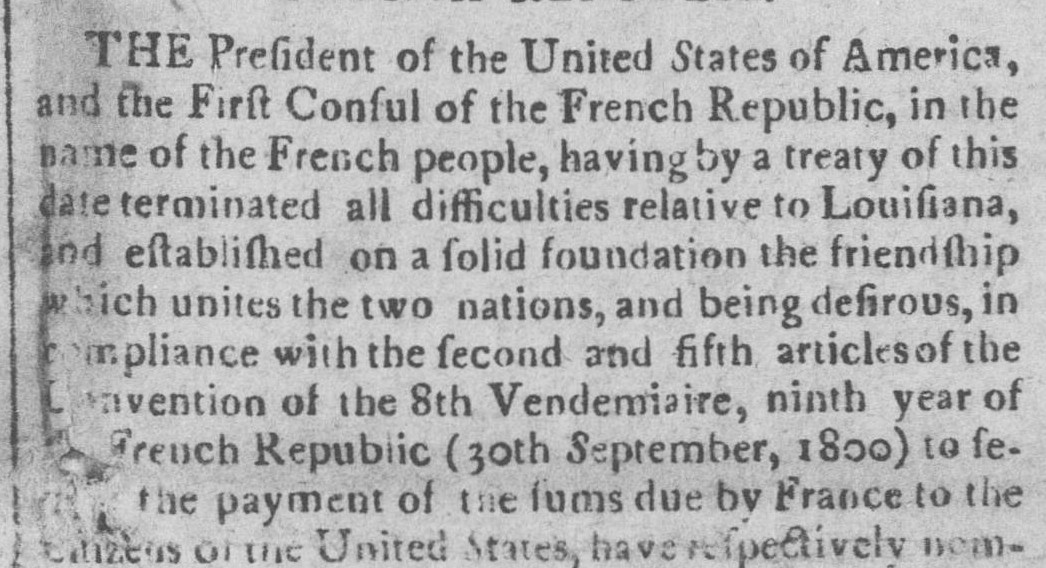 THE Preſident of the United States of America,
and the Firſt Conſul of the French Republic, in the
name of the French people, having by a treaty of this
date terminated all difficulties relative to Louiſiana,
and eſtabliſhed on a ſolid foundation the friendſhip
which unites the two nations, and being deſirous, in
compliance with the ſecond and fifth articles of the
Convention of the 8th Vendemiaire, ninth year of
French Republic (30th September, 1800) to ſe-
the payment of the ſums due by France to the
citizens of the United States, have reſpectively nom-